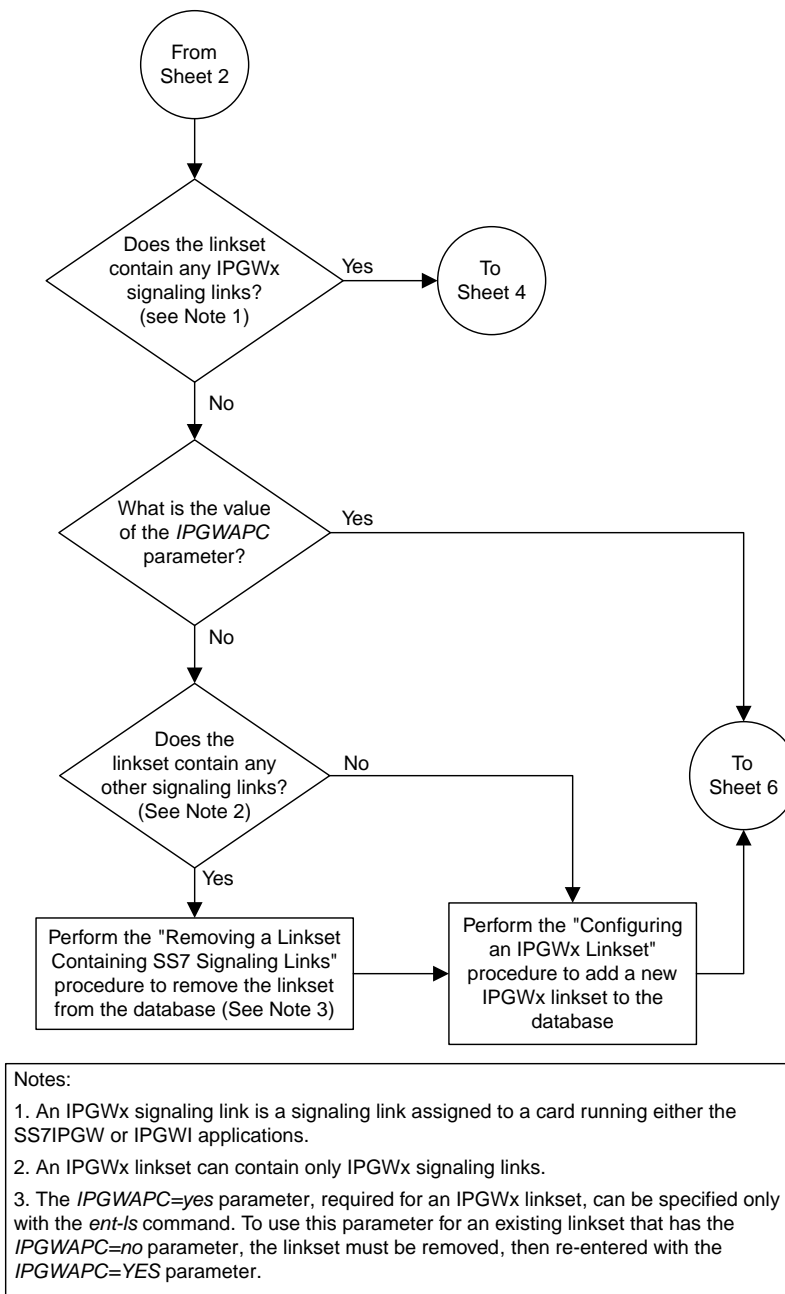 From
Sheet 2
Does the linkset
contain any IPGWx
signaling links?
(see Note 1)
Yes
To
Sheet 4
No
What is the value
of the IPGWAPC
parameter?
Yes
No
Does the
linkset contain any
other signaling links?
(See Note 2)
No
To
Sheet 6
Yes
Perform the "Removing a Linkset
Containing SS7 Signaling Links"
procedure to remove the linkset
from the database (See Note 3)
Perform the "Configuring
an IPGWx Linkset"
procedure to add a new
IPGWx linkset to the
database
Notes:
1. An IPGWx signaling link is a signaling link assigned to a card running either the
SS7IPGW or IPGWI applications.
2. An IPGWx linkset can contain only IPGWx signaling links.
3. The IPGWAPC=yes parameter, required for an IPGWx linkset, can be specified only
with the ent-ls command. To use this parameter for an existing linkset that has the
IPGWAPC=no parameter, the linkset must be removed, then re-entered with the
IPGWAPC=YES parameter.